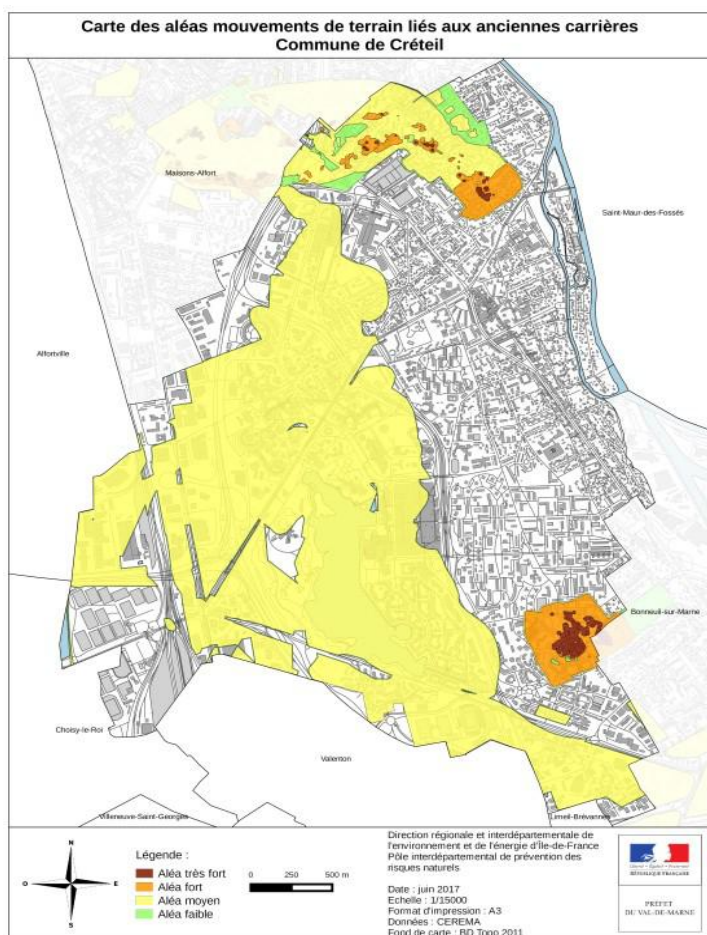 Carte des aléas mouvements de terrain liés aux anciennes carrières
Commune de Créteil
Maisons-Alfort
Saint-Maur-des-Fossés
Alfortville
Bonneuil-sur-Marne
Choisy-le-Roi
Valenton
Villeneuve-Saint-Georges
Limeil-Brévannes
N
O
E
S
Légende :
Aléa très fort
Aléa fort
Aléa moyen
Aléa faible
0 250 500 m
Direction régionale et interdépartementale de
l'environnement et de l'énergie d'Île-de-France
Pôle interdépartemental de prévention des
risques naturels
Date : juin 2017
Echelle : 1/15000
Format d'impression : A3
Données : CEREMA
Fond de carte : BD Topo 2011
RÉPUBLIQUE FRANÇAISE
PRÉFET
DU VAL-DE-MARNE